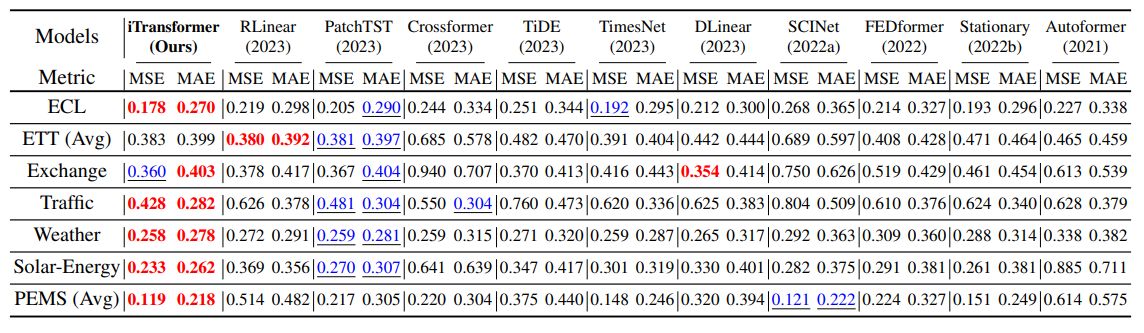 Models iTransformer (Ours) RLinear (2023) PatchTST (2023) Crossformer (2023) TiDE (2023) TimesNet (2023) DLinear (2023) SCINet (2022a) FEDformer (2022) Stationary (2022b) Autoformer (2021)
Metric MSE MAE MSE MAE MSE MAE MSE MAE MSE MAE MSE MAE MSE MAE MSE MAE MSE MAE MSE MAE MSE MAE
ECL 0.178 0.270 0.219 0.298 0.205 0.290 0.244 0.334 0.251 0.344 0.192 0.295 0.212 0.300 0.268 0.365 0.214 0.327 0.193 0.296 0.227 0.338
ETT (Avg) 0.383 0.399 0.380 0.392 0.381 0.397 0.685 0.578 0.482 0.470 0.391 0.404 0.442 0.444 0.689 0.597 0.408 0.428 0.471 0.464 0.465 0.459
Exchange 0.360 0.403 0.378 0.417 0.367 0.404 0.940 0.707 0.370 0.413 0.416 0.443 0.354 0.414 0.750 0.626 0.519 0.429 0.461 0.454 0.613 0.539
Traffic 0.428 0.282 0.626 0.378 0.481 0.304 0.550 0.304 0.760 0.473 0.620 0.336 0.625 0.383 0.804 0.509 0.610 0.376 0.624 0.340 0.628 0.379
Weather 0.258 0.278 0.272 0.291 0.259 0.281 0.259 0.315 0.271 0.320 0.259 0.287 0.265 0.317 0.292 0.363 0.309 0.360 0.288 0.314 0.338 0.382
Solar-Energy 0.233 0.262 0.369 0.356 0.270 0.307 0.641 0.639 0.347 0.417 0.301 0.319 0.330 0.401 0.282 0.375 0.291 0.381 0.261 0.381 0.885 0.711
PEMS (Avg) 0.119 0.218 0.514 0.482 0.217 0.305 0.220 0.304 0.375 0.440 0.148 0.246 0.320 0.394 0.121 0.222 0.224 0.327 0.151 0.249 0.614 0.575